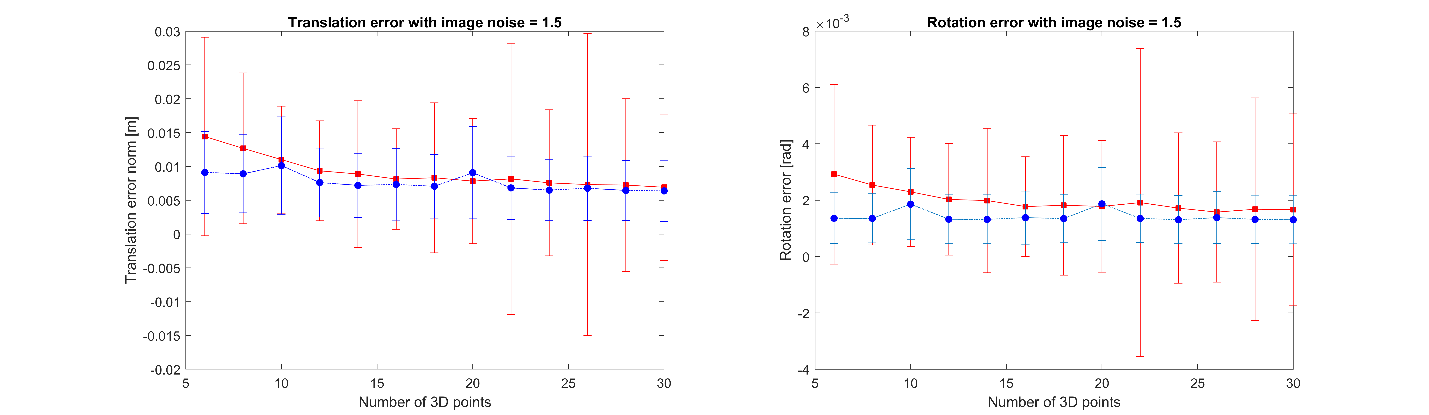 Translation error with image noise = 1.5
0.03
0.025
0.02
0.015
0.01
0.005
0
-0.005
-0.01
-0.015
-0.02
Translation error norm [m]
5 10 15 20 25 30
Number of 3D points
Rotation error with image noise = 1.5
×10⁻³
8
6
4
2
0
-2
-4
Rotation error [rad]
5 10 15 20 25 30
Number of 3D points